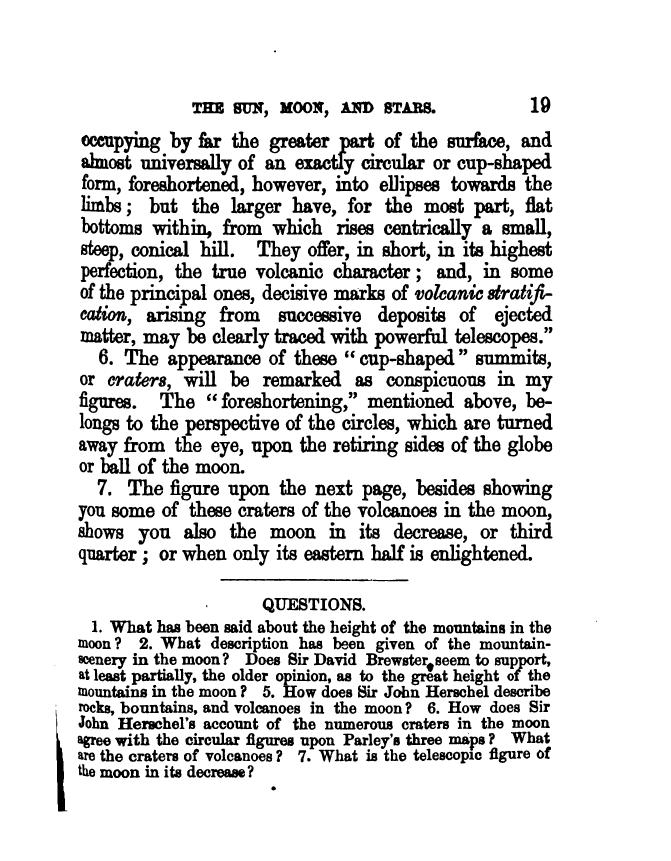 THE SUN, MOON, AND STARS. 19
occupying by far the greater part of the surface, and
almost universally of an exactly circular or cup-shaped
form, foreshortened, however, into ellipses towards the
limbs; but the larger have, for the most part, flat
bottoms within, from which rises centrically a small,
steep, conical hill. They offer, in short, in its highest
perfection, the true volcanic character; and, in some
of the principal ones, decisive marks of volcanic stratifi-
cation, arising from successive deposits of ejected
matter, may be clearly traced with powerful telescopes.”
6. The appearance of these “cup-shaped” summits,
or craters, will be remarked as conspicuous in my
figures. The “foreshortening,” mentioned above, be-
longs to the perspective of the circles, which are turned
away from the eye, upon the retiring sides of the globe
or ball of the moon.
7. The figure upon the next page, besides showing
you some of these craters of the volcanoes in the moon,
shows you also the moon in its decrease, or third
quarter; or when only its eastern half is enlightened.
QUESTIONS.
1. What has been said about the height of the mountains in the
moon? 2. What description has been given of the mountain-
scenery in the moon? Does Sir David Brewster seem to support,
at least partially, the older opinion, as to the great height of the
mountains in the moon? 5. How does Sir John Herschel describe
rocks, bountains, and volcanoes in the moon? 6. How does Sir
John Herschel's account of the numerous craters in the moon
agree with the circular figures upon Parley's three maps? What
are the craters of volcanoes? 7. What is the telescopic figure of
the moon in its decrease?